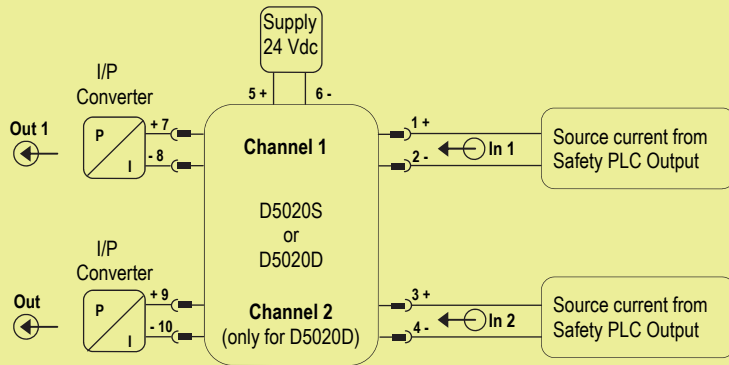 Supply
24 Vdc
5 +
6 -
I/P
Converter
Out 1
P
I
+ 7
- 8
Channel 1
1 +
2 -
In 1
Source current from
Safety PLC Output
D5020S
or
D5020D
I/P
Converter
Out
P
I
+ 9
- 10
Channel 2
(only for D5020D)
3 +
4 -
In 2
Source current from
Safety PLC Output